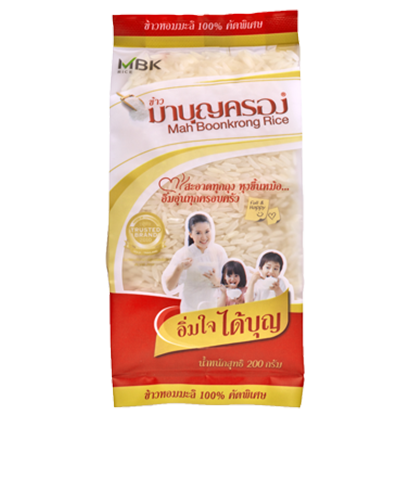 ข้าวหอมมะลิ 100% คัดพิเศษ
MBK
RICE
ข้าว
มาบุญครอง
Mah Boonkrong Rice
สะอาดทุกถุง หุงขึ้นหม้อ...
อิ่มอุ่นทุกครอบครัว
Full &
Happy
TRUSTED
BRAND
อิ่มใจ ได้บุญ
น้ำหนักสุทธิ 200 กรัม
ข้าวหอมมะลิ 100% คัดพิเศษ